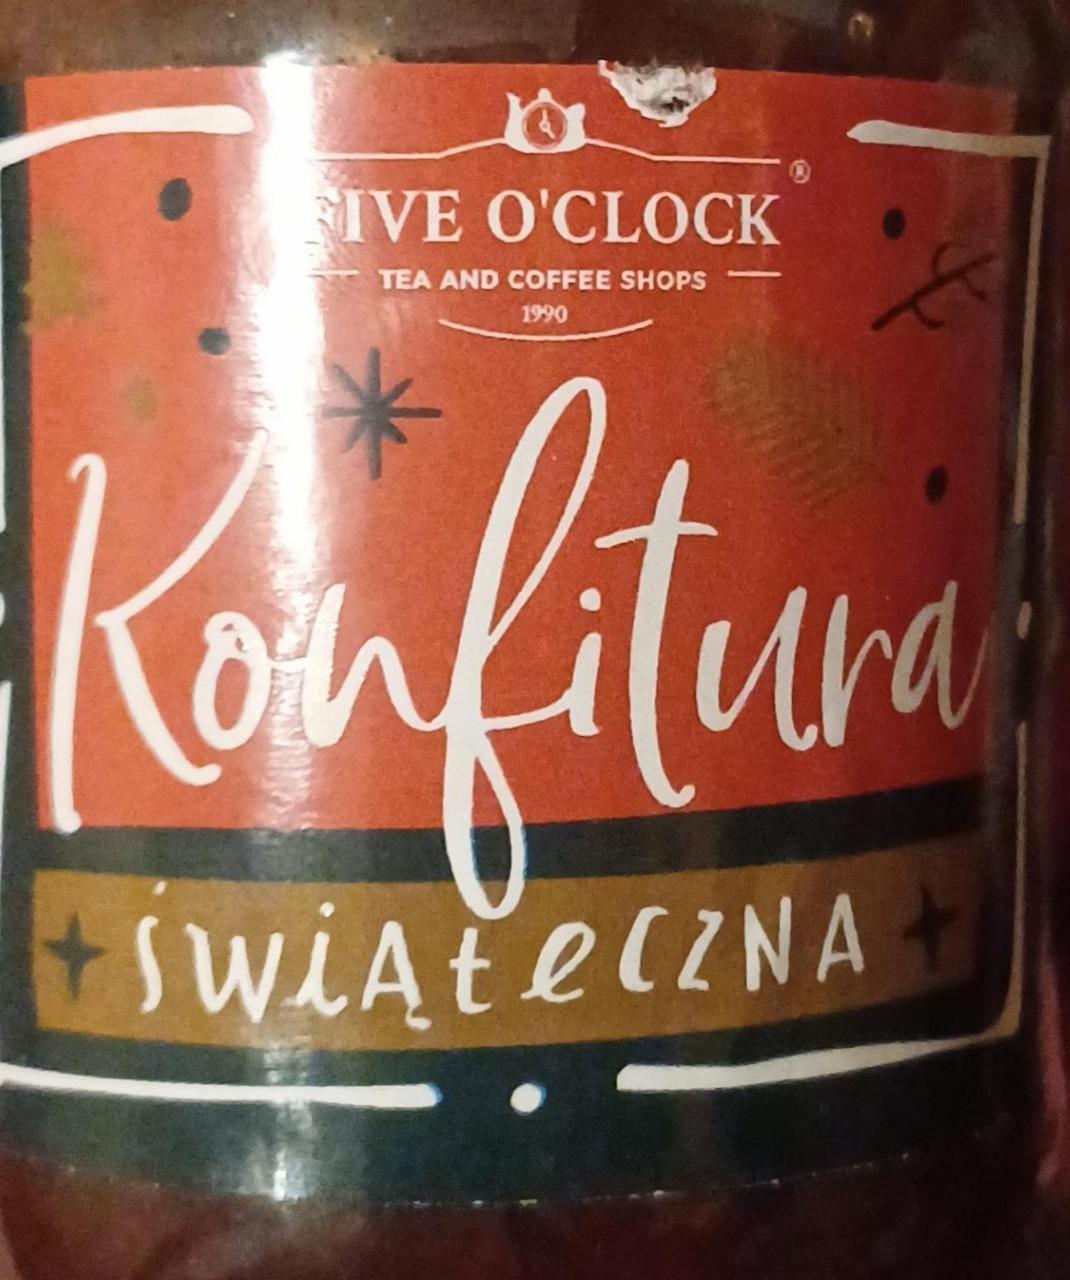 FIVE O'CLOCK®
TEA AND COFFEE SHOPS
1990
Konfitura
ŚWIĄTECZNA